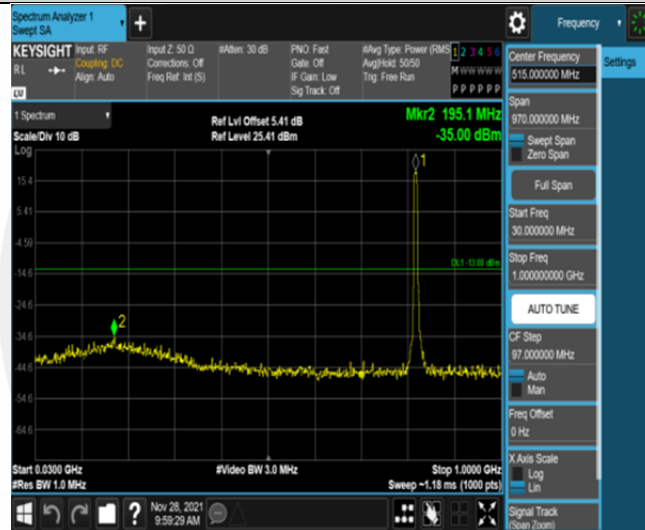 Spectrum Analyzer 1
Swept SA
+
Frequency
KEYSIGHT
Input: RF
Input Z: 50 Ω
#Atten: 30 dB
PNO: Fast
#Avg Type: Power (RMS
1 2 3 4 5 6
R L
Coupling: DC
Corrections: Off
Gate: Off
Avg|Hold: 50/50
M W W W W W
Align: Auto
Freq Ref: Int (S)
IF Gain: Low
Trig: Free Run
Sig Track: Off
P P P P P P
LXI
1 Spectrum
Ref Lvl Offset 5.41 dB
Mkr2 195.1 MHz
Scale/Div 10 dB
Ref Level 25.41 dBm
-35.00 dBm
Log
1
15.4
5.41
-4.59
DL1 -13.00 dBm
-14.6
-24.6
2
-34.6
-44.6
-54.6
-64.6
Start 0.0300 GHz
#Video BW 3.0 MHz
Stop 1.0000 GHz
#Res BW 1.0 MHz
Sweep ~1.18 ms (1000 pts)
Nov 28, 2021
9:59:29 AM
?
Center Frequency
515.000000 MHz
Settings
Span
970.000000 MHz
Swept Span
Zero Span
Full Span
Start Freq
30.000000 MHz
Stop Freq
1.000000000 GHz
AUTO TUNE
CF Step
97.000000 MHz
Auto
Man
Freq Offset
0 Hz
X Axis Scale
Log
Lin
Signal Track
(Span Zoom)